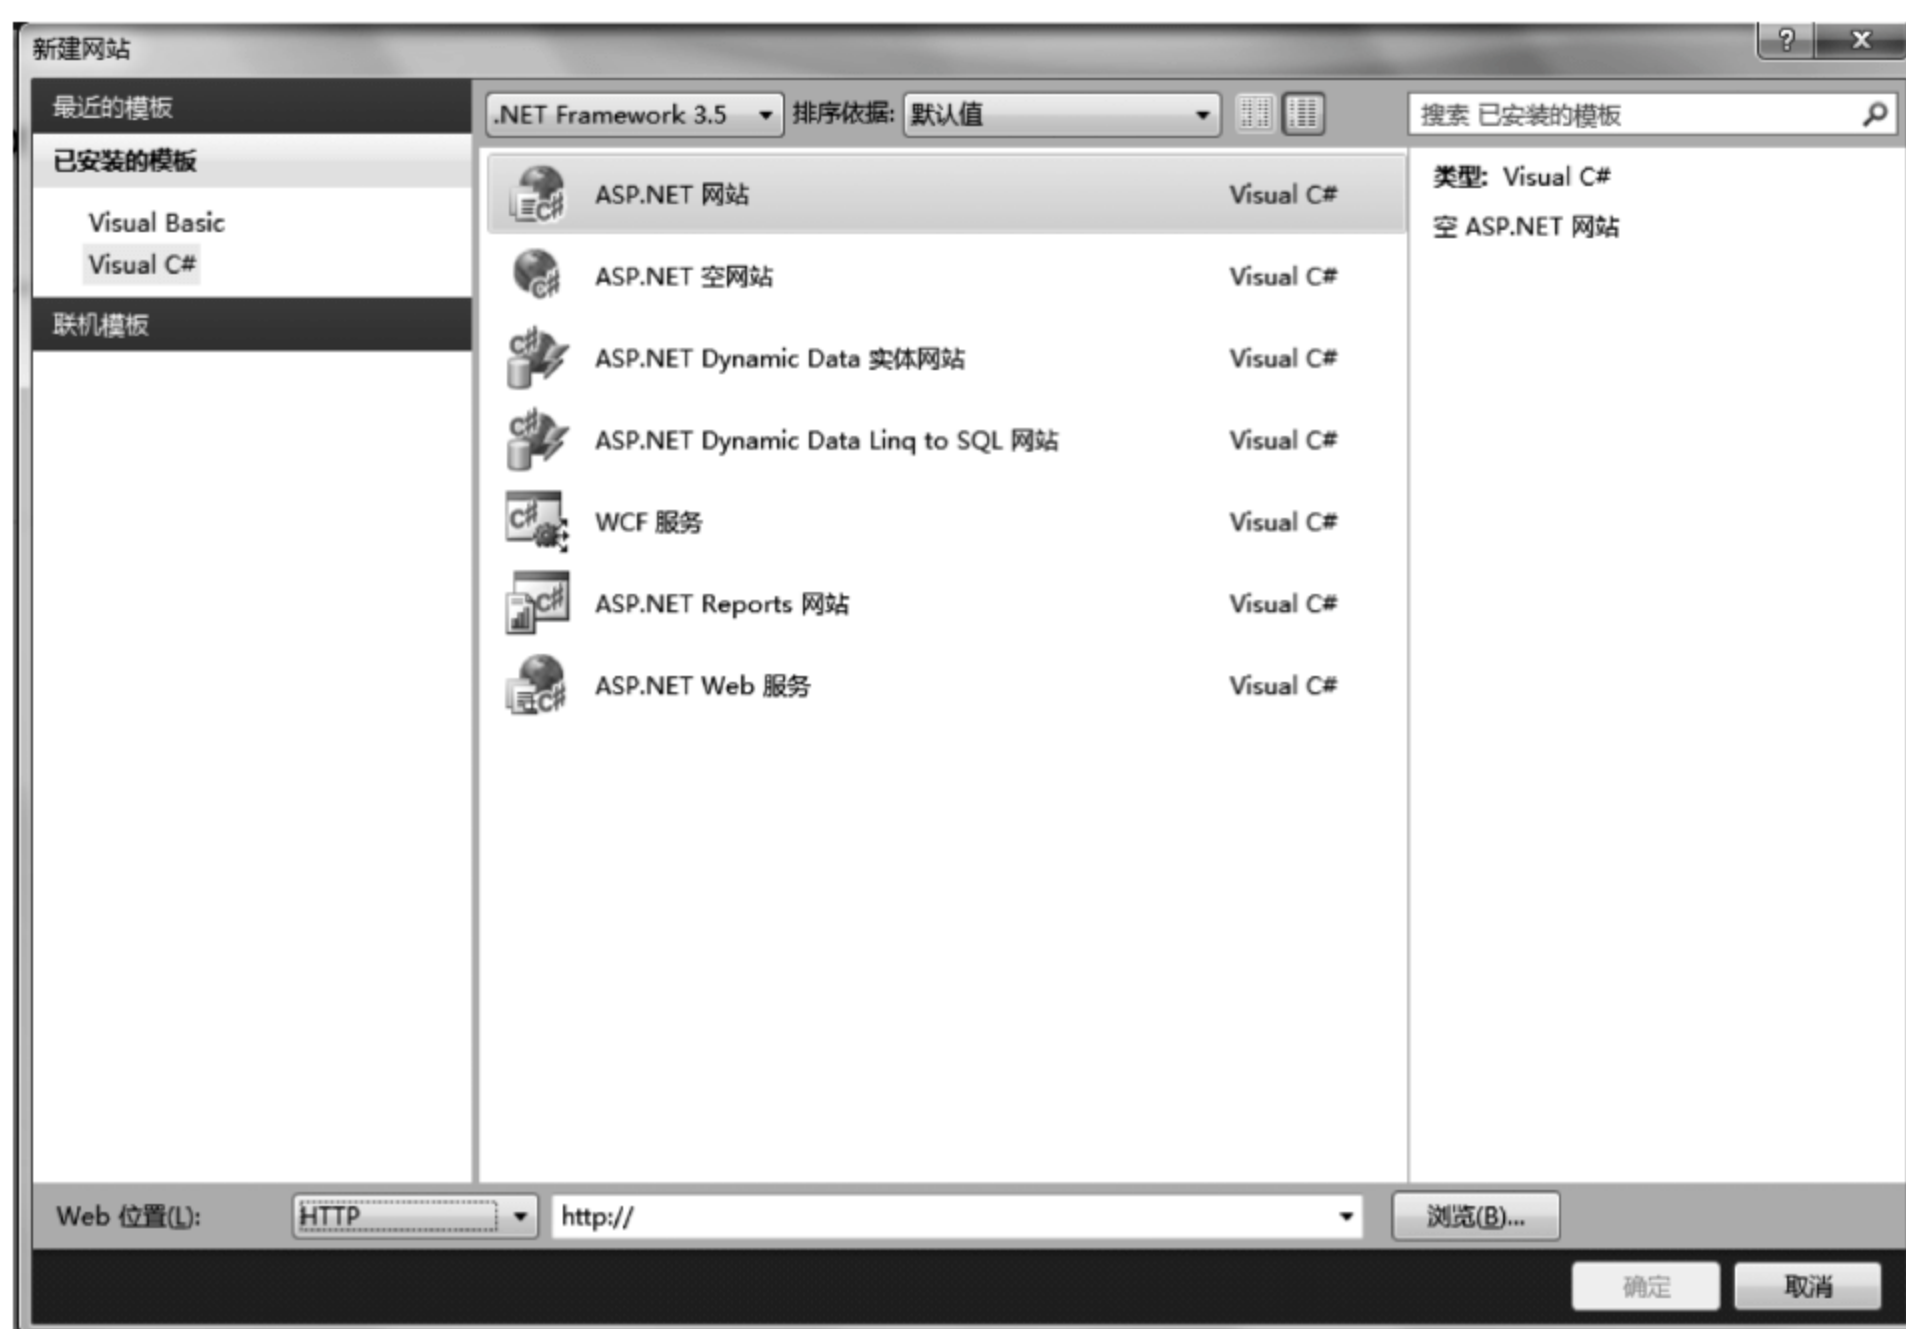 新建网站
最近的模板
已安装的模板
Visual Basic
Visual C#
联机模板
.NET Framework 3.5 排序依据: 默认值
搜索 已安装的模板
ASP.NET 网站 Visual C#
ASP.NET 空网站 Visual C#
ASP.NET Dynamic Data 实体网站 Visual C#
ASP.NET Dynamic Data Linq to SQL 网站 Visual C#
WCF 服务 Visual C#
ASP.NET Reports 网站 Visual C#
ASP.NET Web 服务 Visual C#
类型: Visual C#
空 ASP.NET 网站
Web 位置(L): HTTP http:// 浏览(B)...
确定 取消